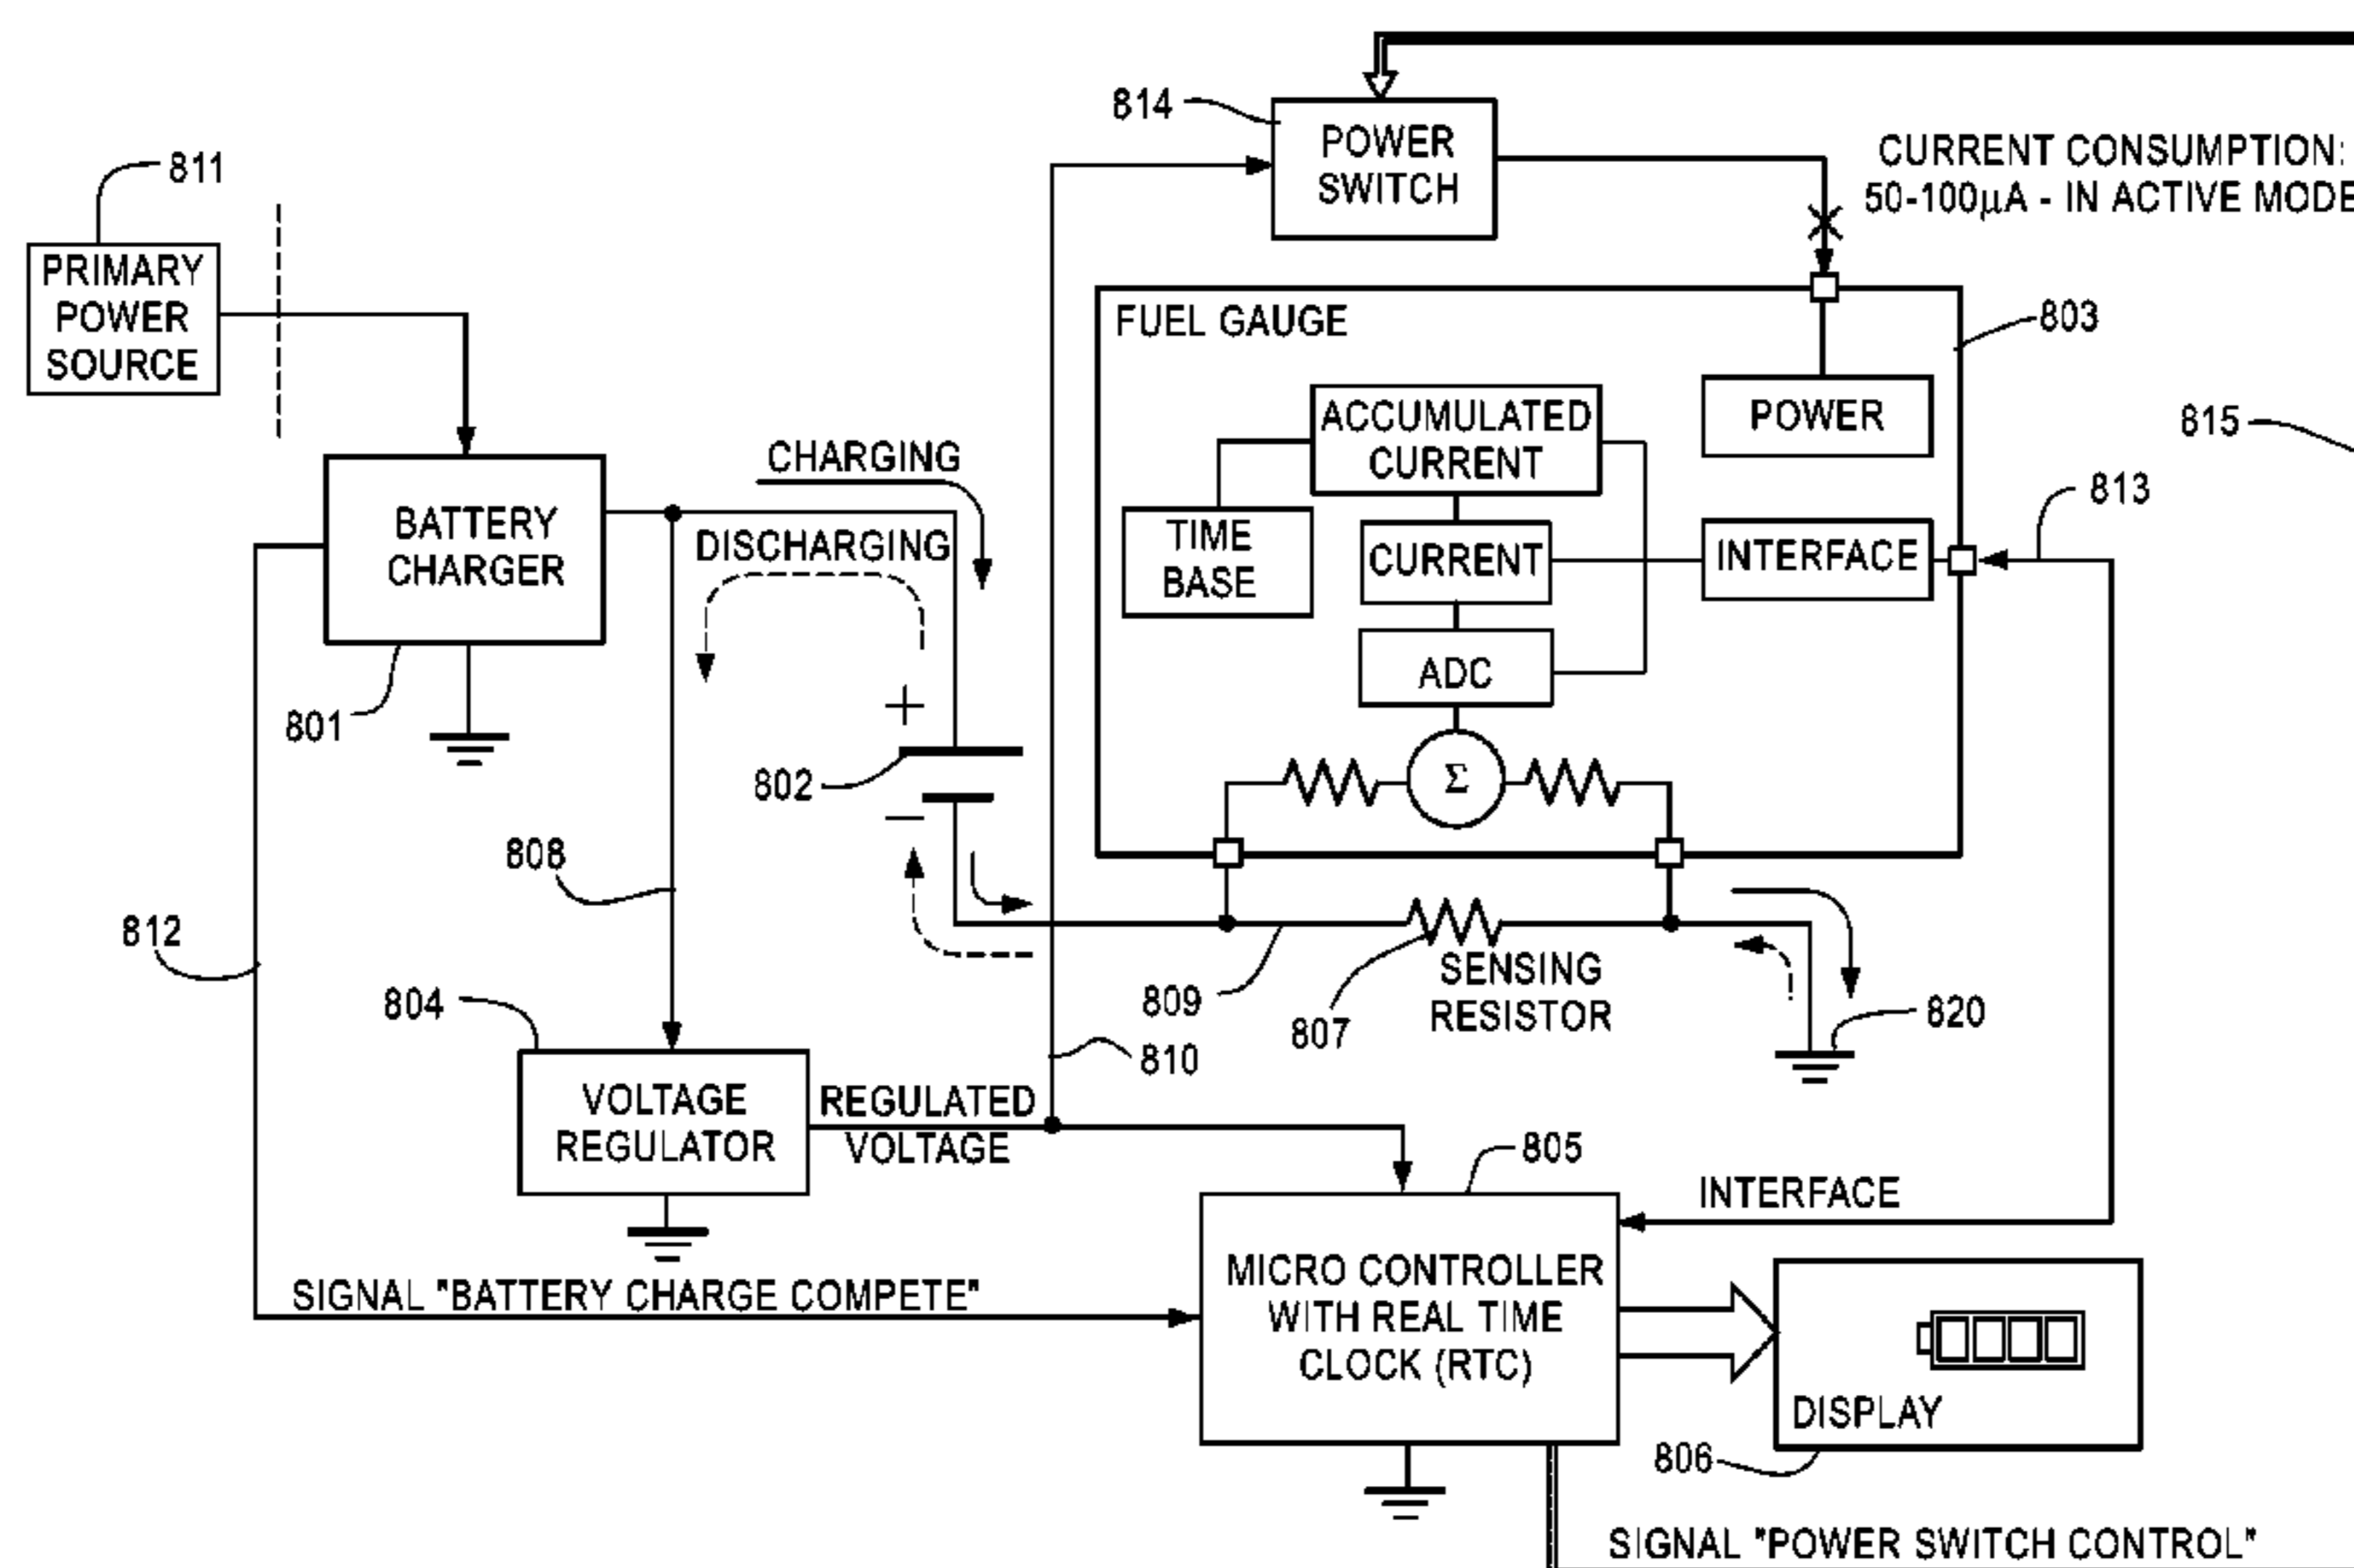 814
POWER
SWITCH
CURRENT CONSUMPTION:
50-100µA - IN ACTIVE MODE
811
PRIMARY
POWER
SOURCE
FUEL GAUGE
803
ACCUMULATED
CURRENT
POWER
815
CHARGING
813
BATTERY
CHARGER
DISCHARGING
TIME
BASE
CURRENT
INTERFACE
ADC
801
+
802
Σ
−
808
812
SENSING
RESISTOR
809
807
804
820
810
VOLTAGE
REGULATOR
REGULATED
VOLTAGE
805
INTERFACE
SIGNAL "BATTERY CHARGE COMPETE"
MICRO CONTROLLER
WITH REAL TIME
CLOCK (RTC)
DISPLAY
806
SIGNAL "POWER SWITCH CONTROL"